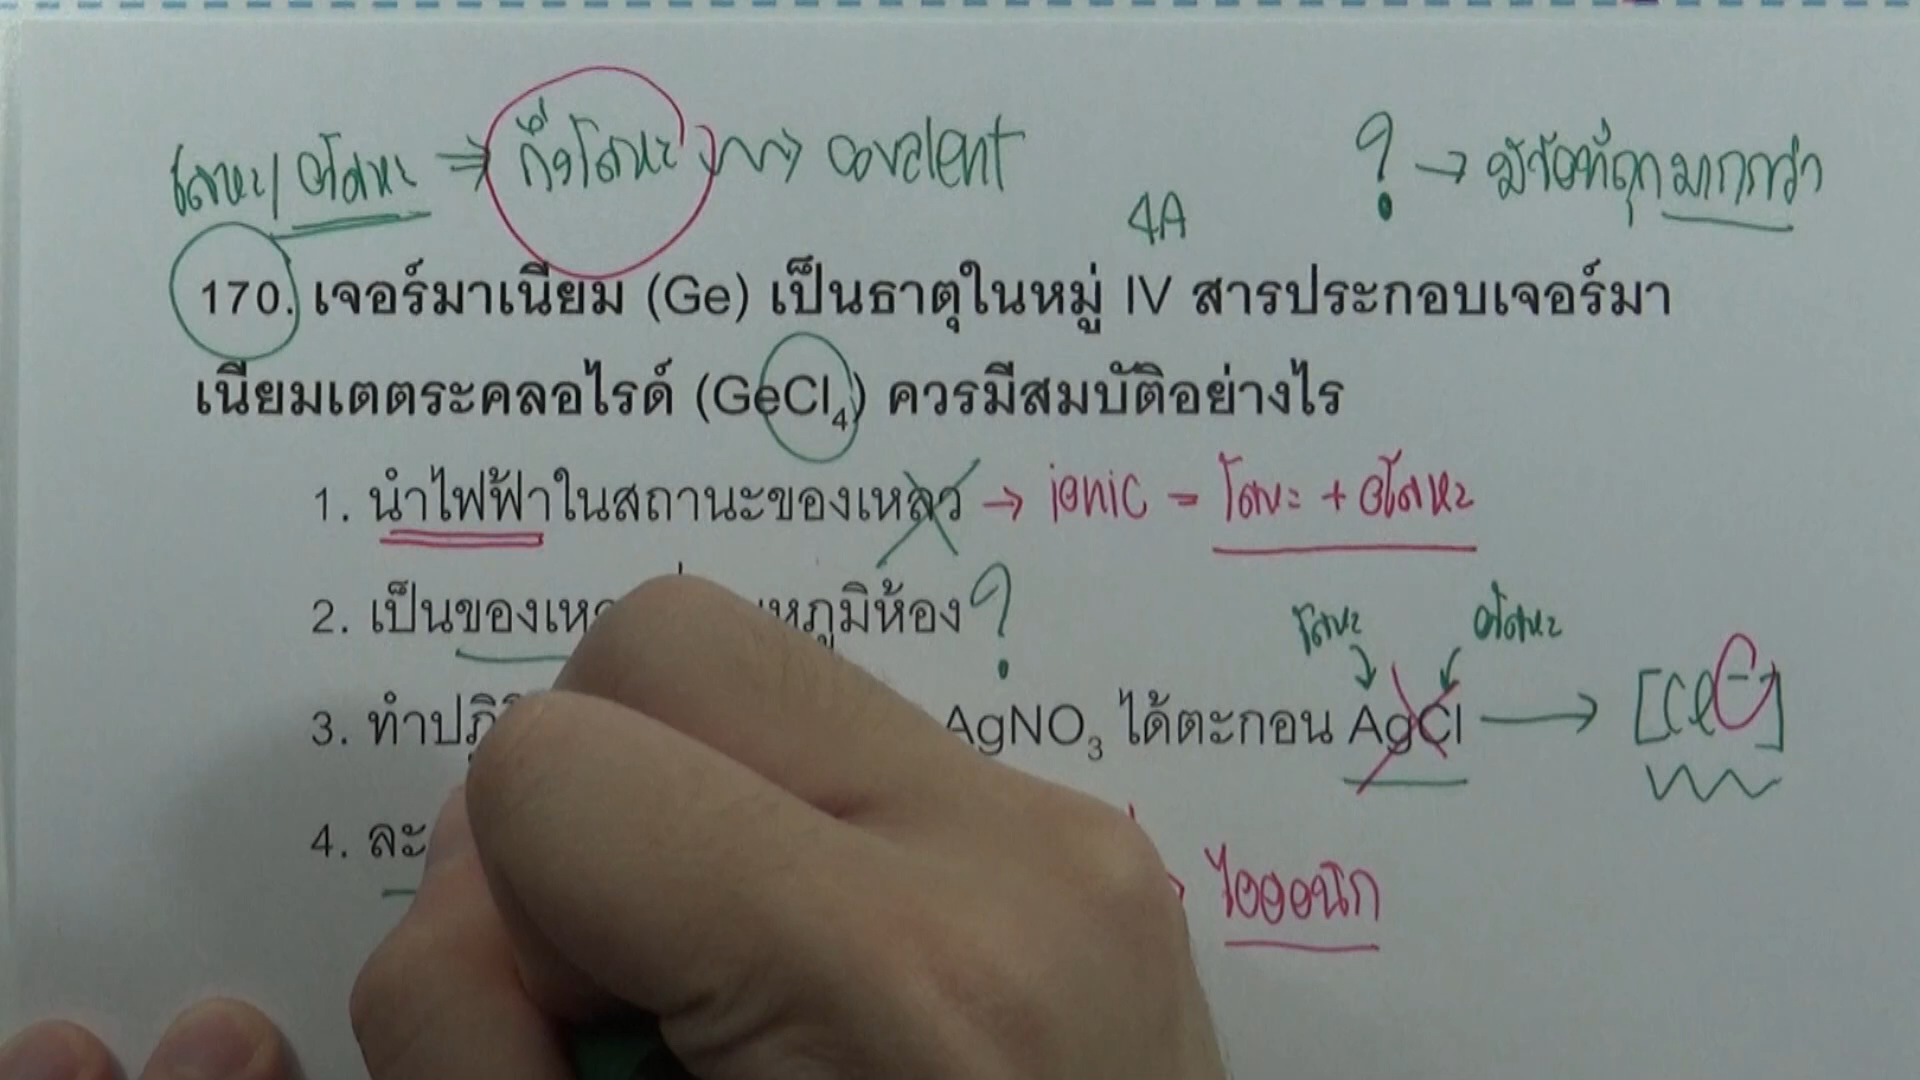 โลหะ/อโลหะ ⇒ กึ่งโลหะ → covalent
? → มีข้อที่ถูกมากกว่า
4A
170. เจอร์มาเนียม (Ge) เป็นธาตุในหมู่ IV สารประกอบเจอร์มา
เนียมเตตระคลอไรด์ (GeCl₄) ควรมีสมบัติอย่างไร
1. นำไฟฟ้าในสถานะของเหลว → ionic - โลหะ + อโลหะ
2. เป็นของเห ภูมิห้อง ?
โลหะ อโลหะ
3. ทำปฏิ AgNO₃ ได้ตะกอน AgCl → [Cl⁻]
4. ละ → ไอออนิก